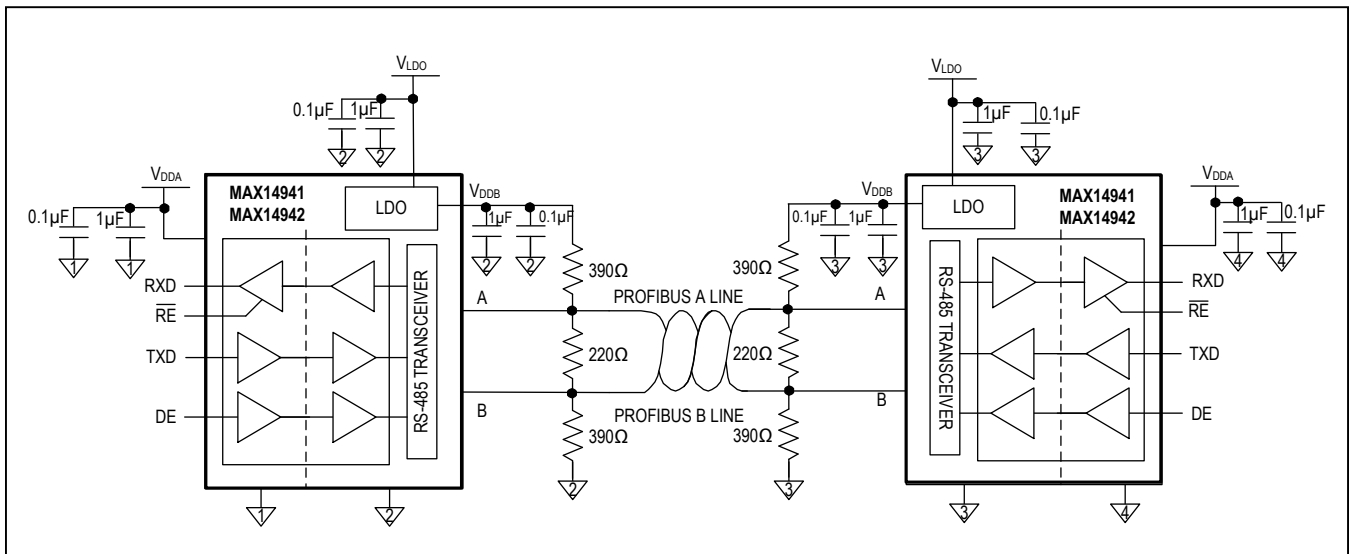 VLDO
VLDO
0.1µF 1µF
1µF 0.1µF
2 2
3 3
VDDA
MAX14941
MAX14942
LDO
VDDB
VDDB
LDO
MAX14941
MAX14942
VDDA
0.1µF 1µF
1µF 0.1µF
0.1µF 1µF
1µF 0.1µF
1 1
2 2
3 3
4 4
390Ω
390Ω
RXD
RE
TXD
DE
RS-485 TRANSCEIVER
A
PROFIBUS A LINE
A
220Ω
220Ω
B
PROFIBUS B LINE
B
390Ω
390Ω
RS-485 TRANSCEIVER
RXD
RE
TXD
DE
1
2
2
3
3
4